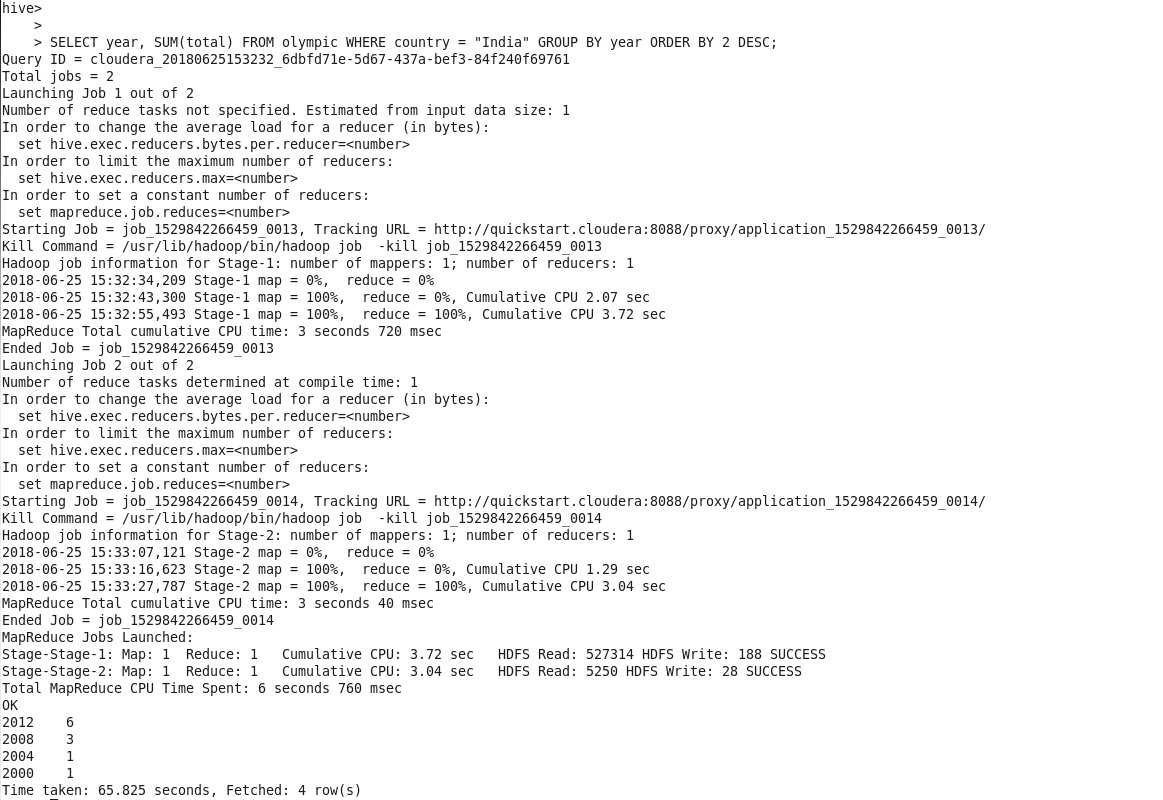 hive>
    >
    > SELECT year, SUM(total) FROM olympic WHERE country = "India" GROUP BY year ORDER BY 2 DESC;
Query ID = cloudera_20180625153232_6dbfd71e-5d67-437a-bef3-84f240f69761
Total jobs = 2
Launching Job 1 out of 2
Number of reduce tasks not specified. Estimated from input data size: 1
In order to change the average load for a reducer (in bytes):
  set hive.exec.reducers.bytes.per.reducer=<number>
In order to limit the maximum number of reducers:
  set hive.exec.reducers.max=<number>
In order to set a constant number of reducers:
  set mapreduce.job.reduces=<number>
Starting Job = job_1529842266459_0013, Tracking URL = http://quickstart.cloudera:8088/proxy/application_1529842266459_0013/
Kill Command = /usr/lib/hadoop/bin/hadoop job  -kill job_1529842266459_0013
Hadoop job information for Stage-1: number of mappers: 1; number of reducers: 1
2018-06-25 15:32:34,209 Stage-1 map = 0%,  reduce = 0%
2018-06-25 15:32:43,300 Stage-1 map = 100%,  reduce = 0%, Cumulative CPU 2.07 sec
2018-06-25 15:32:55,493 Stage-1 map = 100%,  reduce = 100%, Cumulative CPU 3.72 sec
MapReduce Total cumulative CPU time: 3 seconds 720 msec
Ended Job = job_1529842266459_0013
Launching Job 2 out of 2
Number of reduce tasks determined at compile time: 1
In order to change the average load for a reducer (in bytes):
  set hive.exec.reducers.bytes.per.reducer=<number>
In order to limit the maximum number of reducers:
  set hive.exec.reducers.max=<number>
In order to set a constant number of reducers:
  set mapreduce.job.reduces=<number>
Starting Job = job_1529842266459_0014, Tracking URL = http://quickstart.cloudera:8088/proxy/application_1529842266459_0014/
Kill Command = /usr/lib/hadoop/bin/hadoop job  -kill job_1529842266459_0014
Hadoop job information for Stage-2: number of mappers: 1; number of reducers: 1
2018-06-25 15:33:07,121 Stage-2 map = 0%,  reduce = 0%
2018-06-25 15:33:16,623 Stage-2 map = 100%,  reduce = 0%, Cumulative CPU 1.29 sec
2018-06-25 15:33:27,787 Stage-2 map = 100%,  reduce = 100%, Cumulative CPU 3.04 sec
MapReduce Total cumulative CPU time: 3 seconds 40 msec
Ended Job = job_1529842266459_0014
MapReduce Jobs Launched:
Stage-Stage-1: Map: 1  Reduce: 1   Cumulative CPU: 3.72 sec   HDFS Read: 527314 HDFS Write: 188 SUCCESS
Stage-Stage-2: Map: 1  Reduce: 1   Cumulative CPU: 3.04 sec   HDFS Read: 5250 HDFS Write: 28 SUCCESS
Total MapReduce CPU Time Spent: 6 seconds 760 msec
OK
2012    6
2008    3
2004    1
2000    1
Time taken: 65.825 seconds, Fetched: 4 row(s)